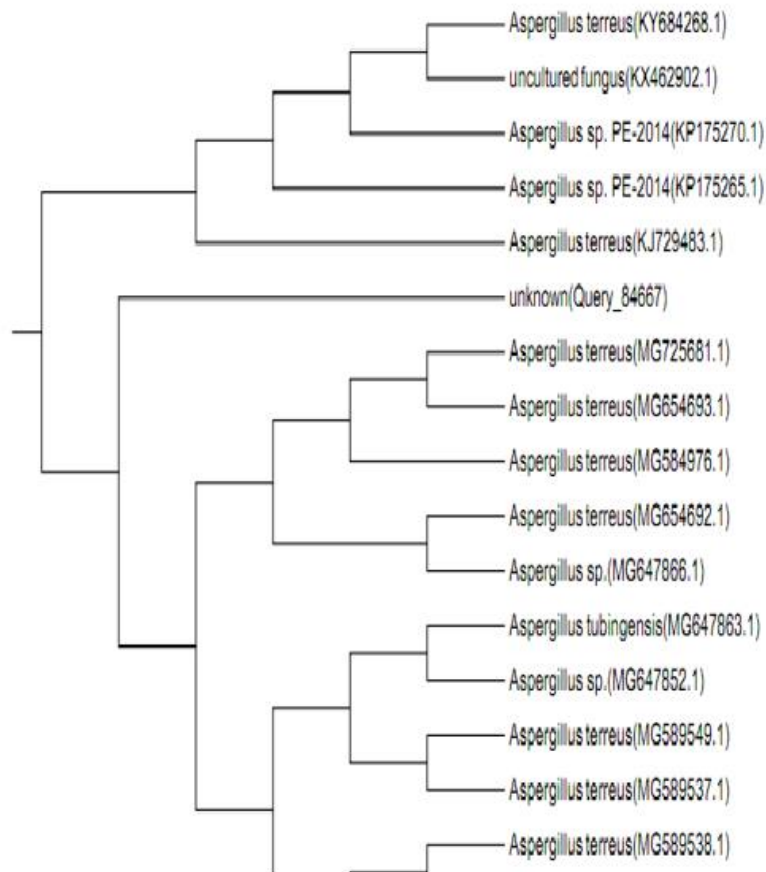 Aspergillus terreus(KY684268.1)
uncultured fungus(KX462902.1)
Aspergillus sp. PE-2014(KP175270.1)
Aspergillus sp. PE-2014(KP175265.1)
Aspergillus terreus(KJ729483.1)
unknown(Query_84667)
Aspergillus terreus(MG725681.1)
Aspergillus terreus(MG654693.1)
Aspergillus terreus(MG584976.1)
Aspergillus terreus(MG654692.1)
Aspergillus sp.(MG647866.1)
Aspergillus tubingensis(MG647863.1)
Aspergillus sp.(MG647852.1)
Aspergillus terreus(MG589549.1)
Aspergillus terreus(MG589537.1)
Aspergillus terreus(MG589538.1)